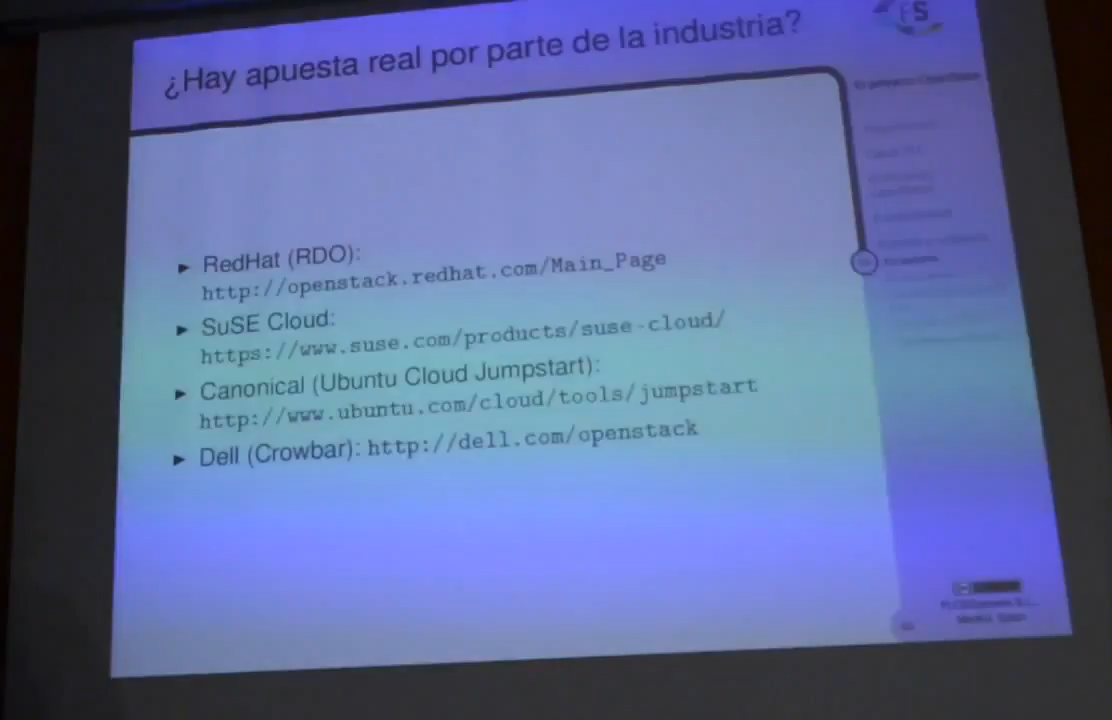 ¿Hay apuesta real por parte de la industria?
FS
► RedHat (RDO):
http://openstack.redhat.com/Main_Page
► SuSE Cloud:
https://www.suse.com/products/suse-cloud/
► Canonical (Ubuntu Cloud Jumpstart):
http://www.ubuntu.com/cloud/tools/jumpstart
► Dell (Crowbar): http://dell.com/openstack